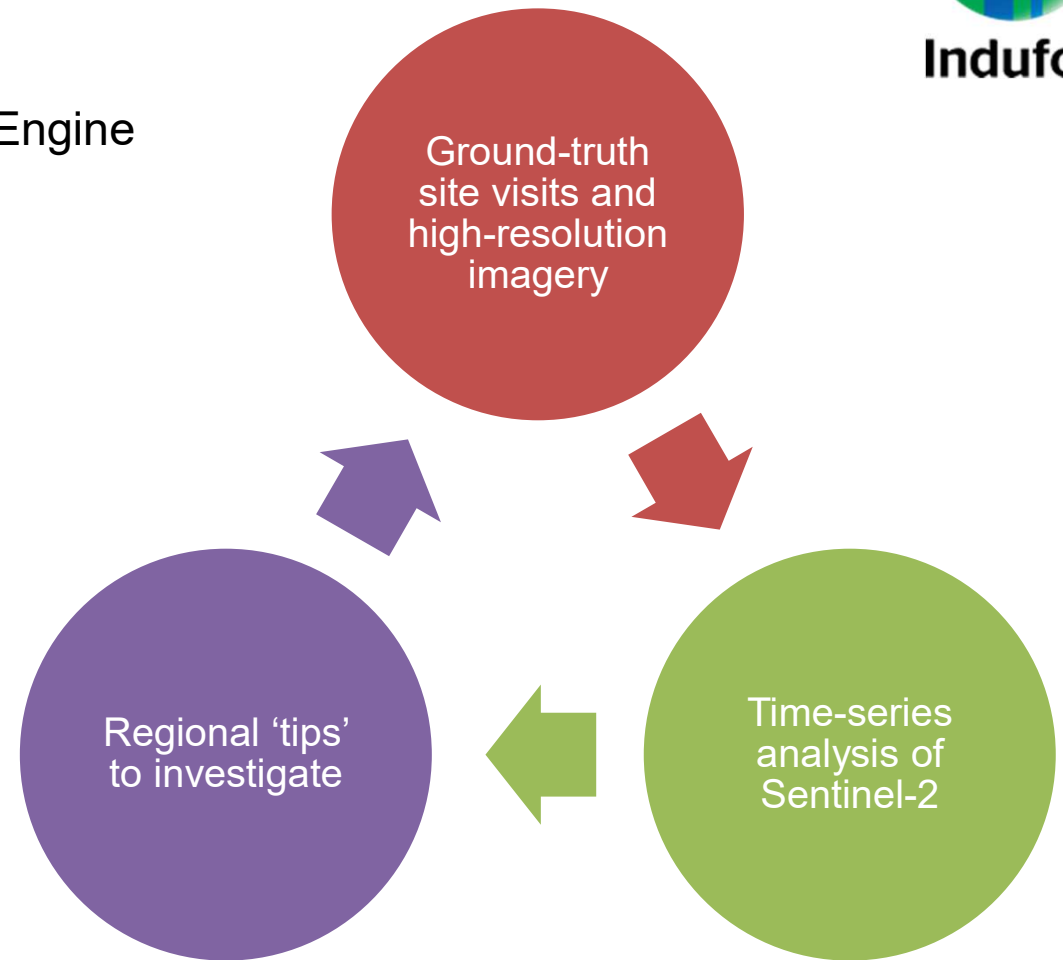 Indufo
Engine
Ground-truth
site visits and
high-resolution
imagery
Time-series
analysis of
Sentinel-2
Regional ‘tips’
to investigate